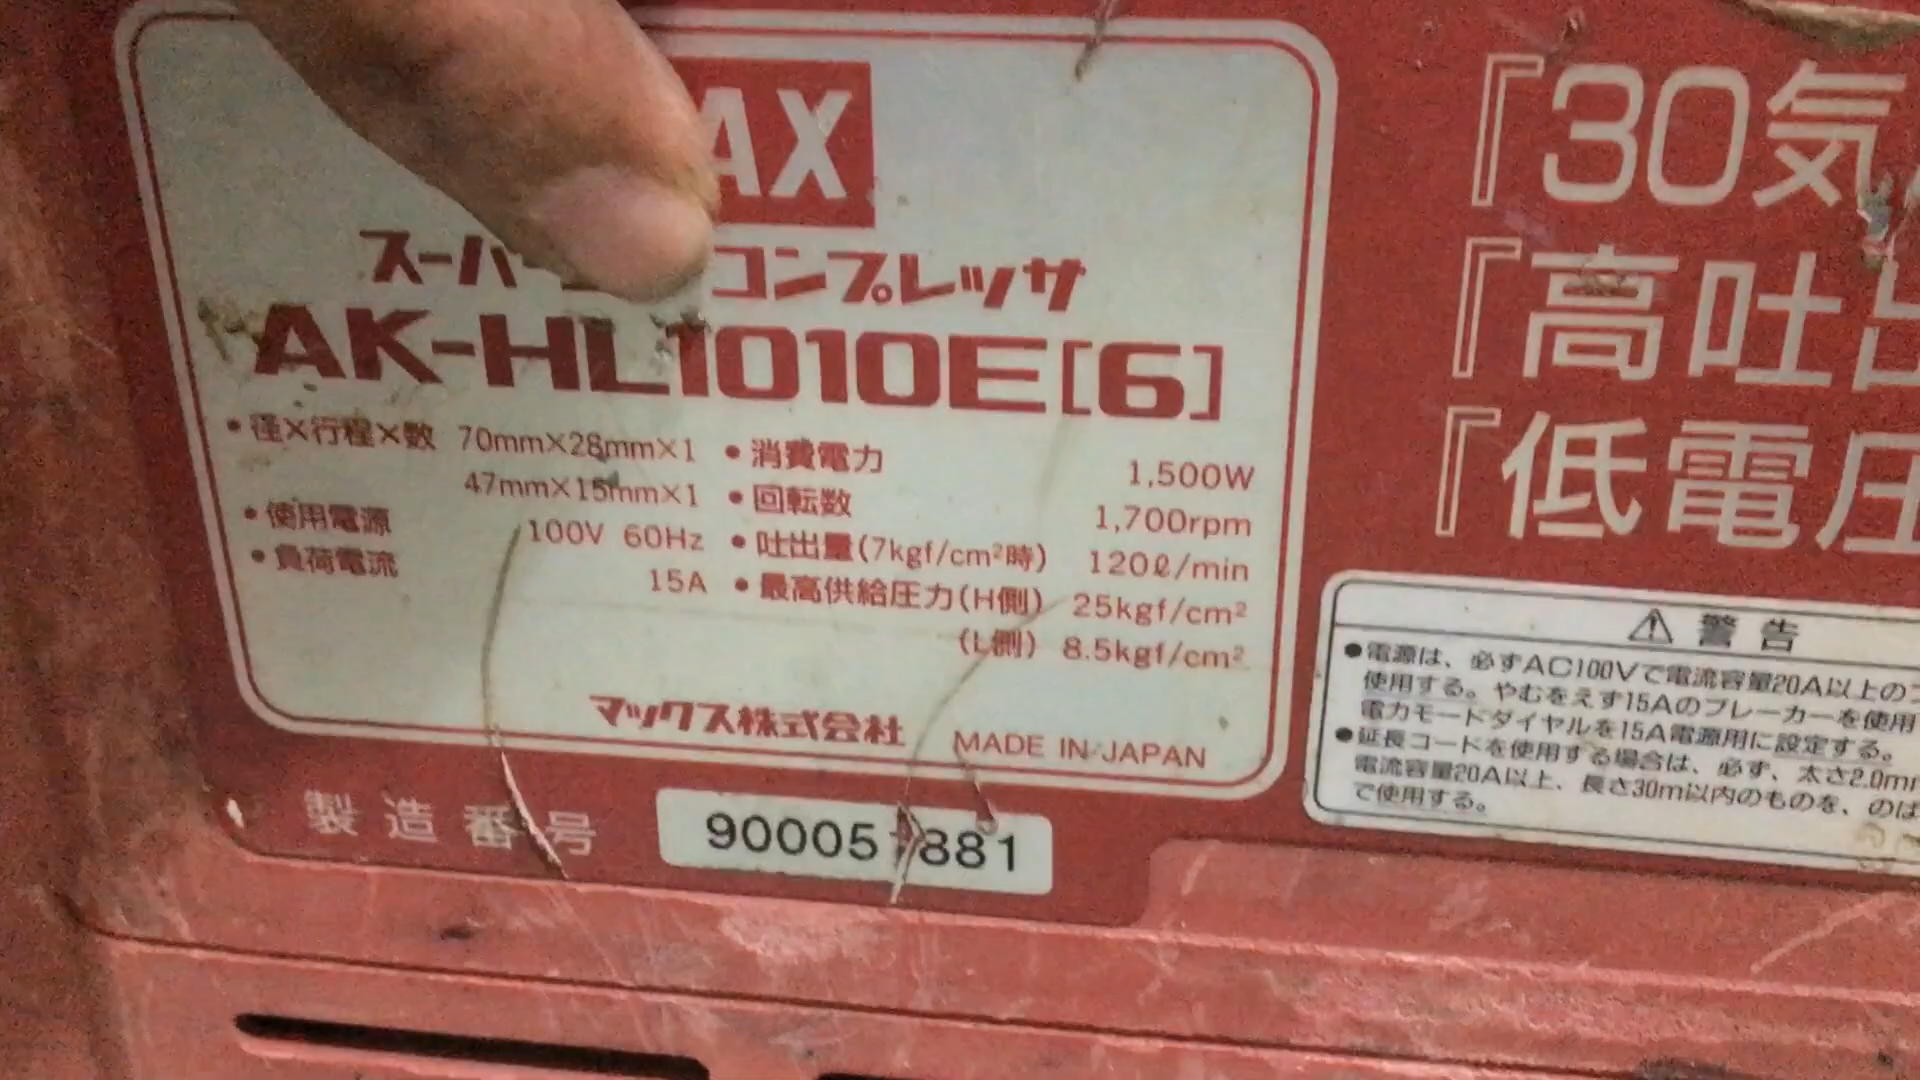 AX
スーパー コンプレッサ
AK-HL1010E[6]
・径×行程×数 70mm×28mm×1
47mm×15mm×1
・使用電源 100V 60Hz
・負荷電流 15A
・消費電力 1,500W
・回転数 1,700rpm
・吐出量(7kgf/cm²時) 120ℓ/min
・最高供給圧力(H側) 25kgf/cm²
(L側) 8.5kgf/cm²
マックス株式会社 MADE IN JAPAN
製造番号 90005 881
『30気
『高吐出
『低電圧
⚠ 警告
●電源は、必ずAC100Vで電流容量20A以上の
使用する。やむをえず15Aのブレーカーを使用
電力モードダイヤルを15A電源用に設定する。
●延長コードを使用する場合は、必ず、太さ2.0mm
電流容量20A以上、長さ30m以内のものを、のば
で使用する。